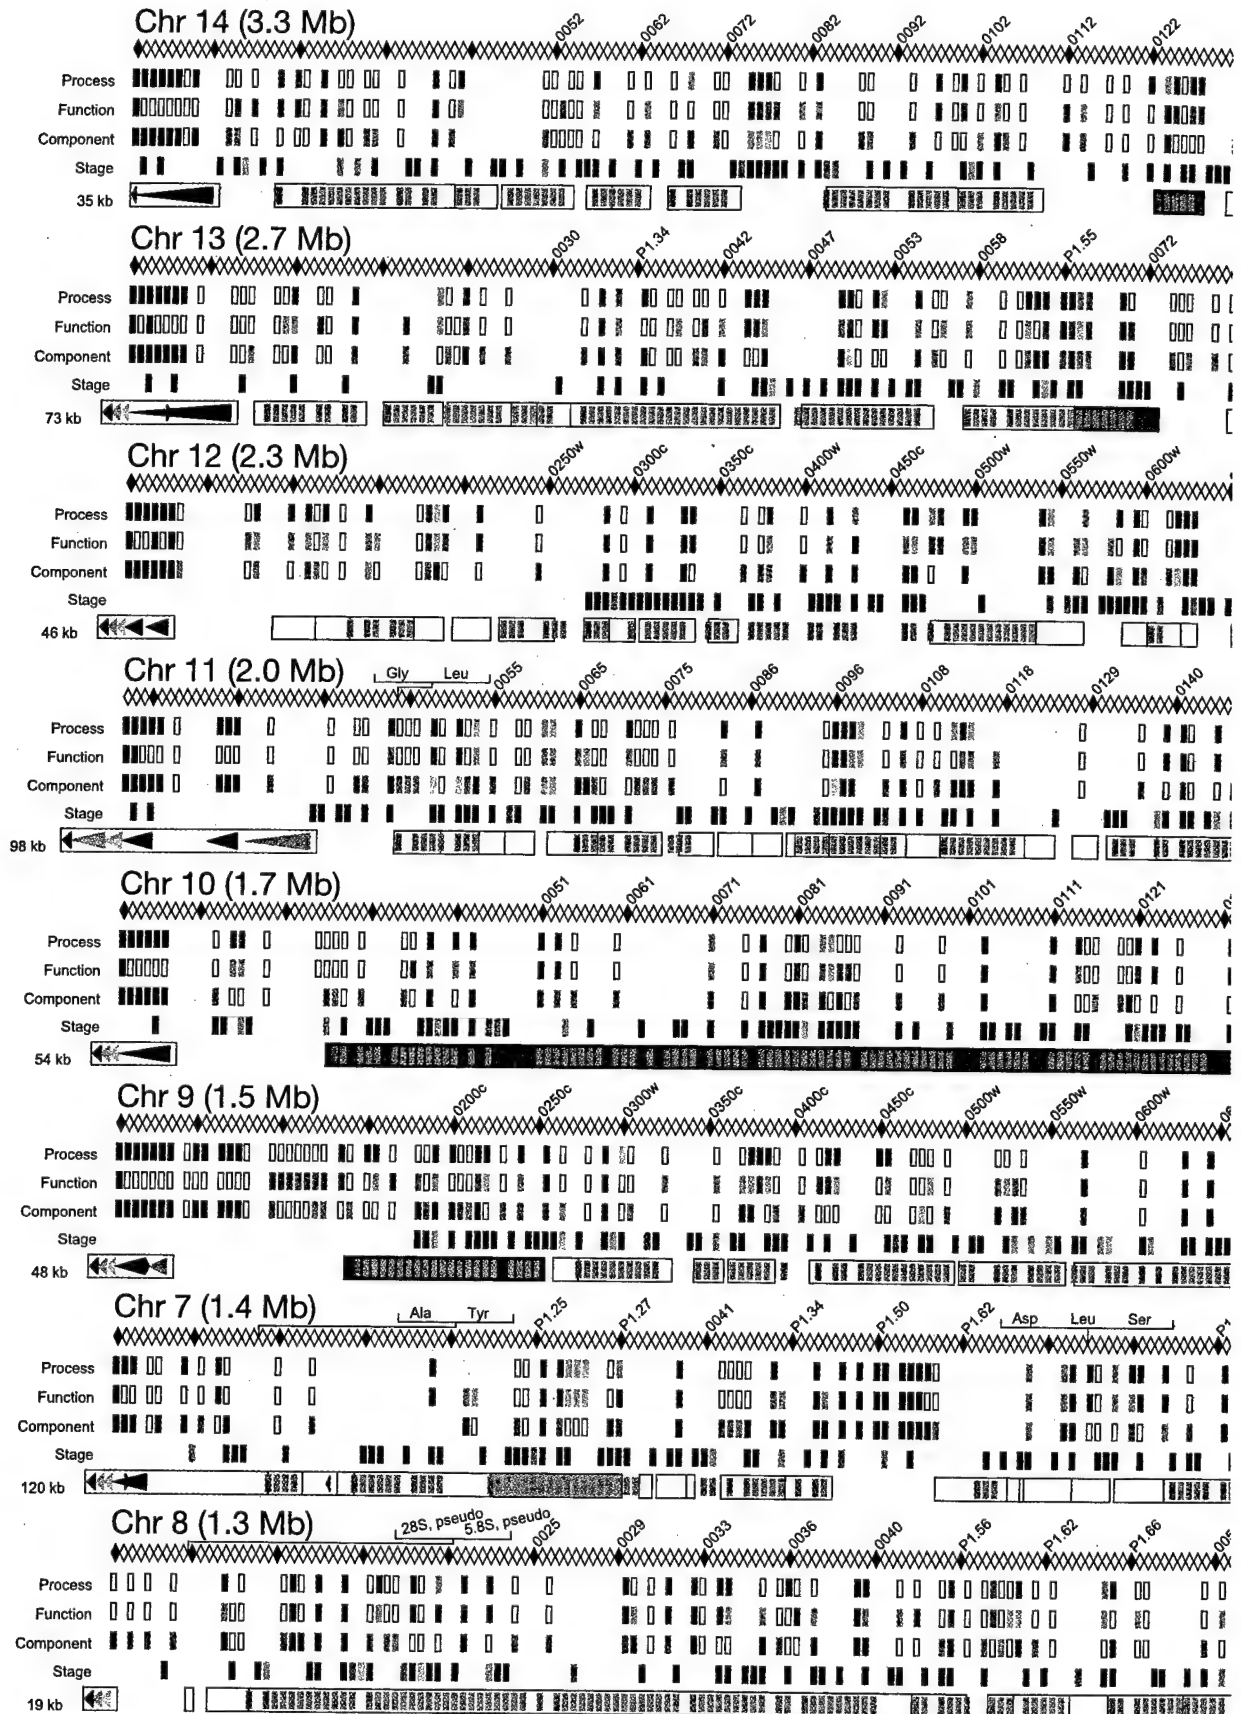 Chr 14 (3.3 Mb)
0052 0062 0072 0082 0092 0102 0112 0122
Process
Function
Component
Stage
35 kb
Chr 13 (2.7 Mb)
0030 P1.34 0042 0047 0053 0058 P1.55 0072
Process
Function
Component
Stage
73 kb
Chr 12 (2.3 Mb)
0250w 0300c 0350c 0400w 0450c 0500w 0550w 0600w
Process
Function
Component
Stage
46 kb
Chr 11 (2.0 Mb)
Gly Leu 0055 0065 0075 0086 0096 0108 0118 0129 0140
Process
Function
Component
Stage
98 kb
Chr 10 (1.7 Mb)
0051 0061 0071 0081 0091 0101 0111 0121
Process
Function
Component
Stage
54 kb
Chr 9 (1.5 Mb)
0200c 0250c 0300w 0350c 0400c 0450c 0500w 0550w 0600w
Process
Function
Component
Stage
48 kb
Chr 7 (1.4 Mb)
Ala Tyr P1.25 P1.27 0041 P1.34 P1.50 P1.62 Asp Leu Ser
Process
Function
Component
Stage
120 kb
Chr 8 (1.3 Mb)
28S, pseudo 5.8S, pseudo 0025 0029 0033 0036 0040 P1.56 P1.62 P1.66
Process
Function
Component
Stage
19 kb